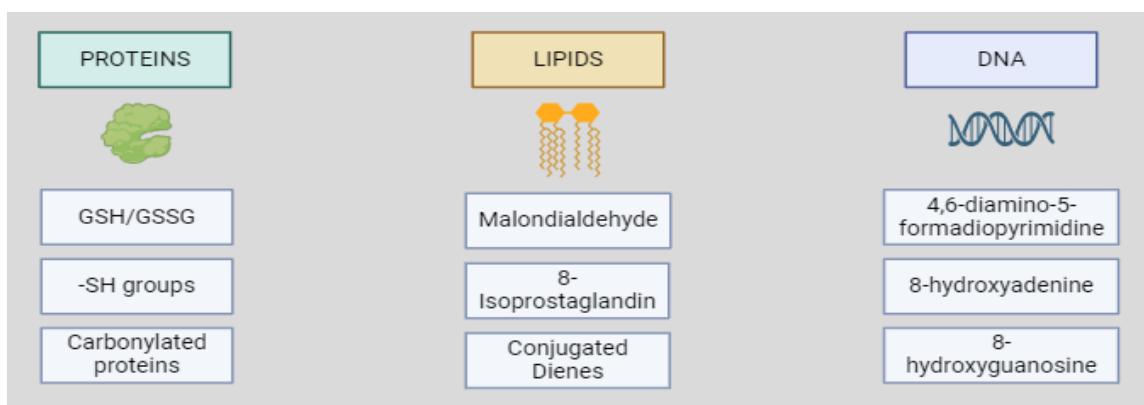 PROTEINS
GSH/GSSG
-SH groups
Carbonylated
proteins
LIPIDS
Malondialdehyde
8-
Isoprostaglandin
Conjugated
Dienes
DNA
4,6-diamino-5-
formadiopyrimidine
8-hydroxyadenine
8-
hydroxyguanosine